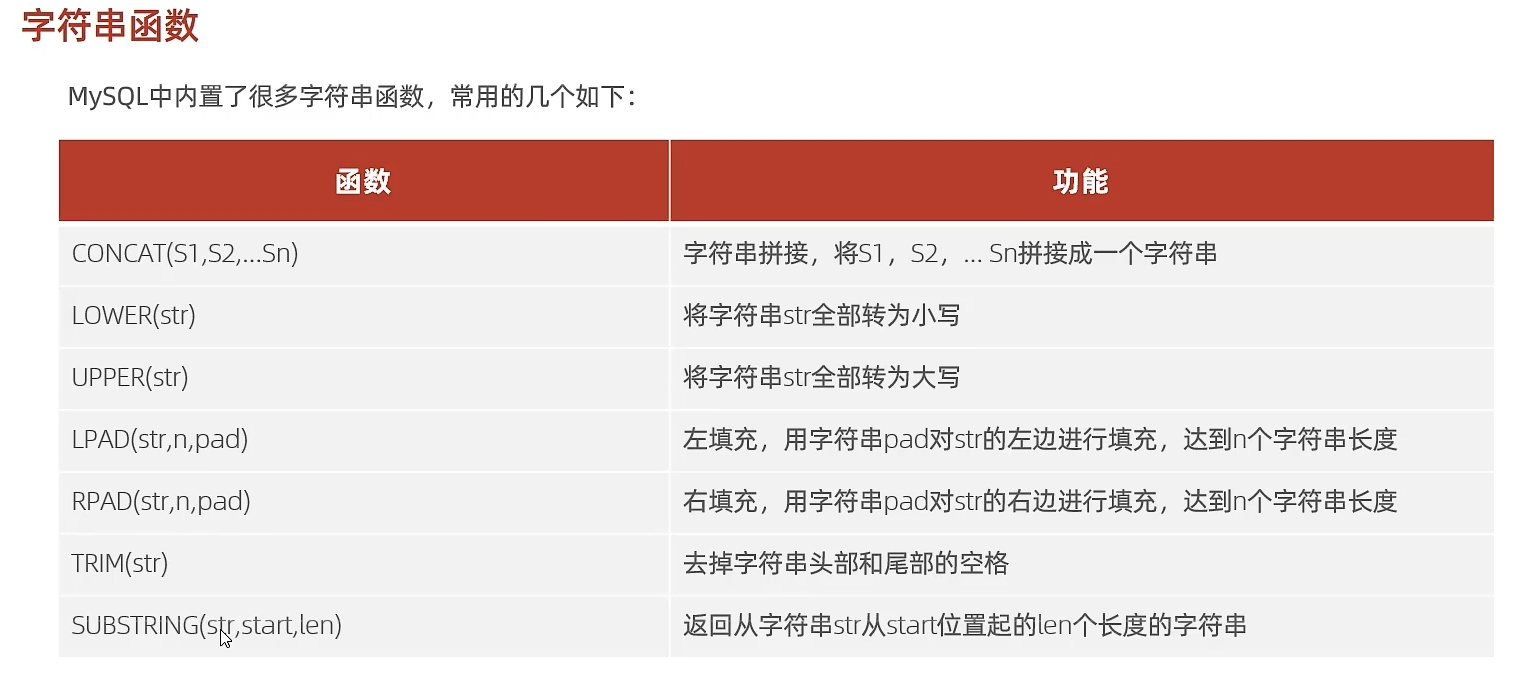 字符串函数
MySQL中内置了很多字符串函数，常用的几个如下：
函数 功能
CONCAT(S1,S2,...Sn) 字符串拼接，将S1，S2，... Sn拼接成一个字符串
LOWER(str) 将字符串str全部转为小写
UPPER(str) 将字符串str全部转为大写
LPAD(str,n,pad) 左填充，用字符串pad对str的左边进行填充，达到n个字符串长度
RPAD(str,n,pad) 右填充，用字符串pad对str的右边进行填充，达到n个字符串长度
TRIM(str) 去掉字符串头部和尾部的空格
SUBSTRING(str,start,len) 返回从字符串str从start位置起的len个长度的字符串